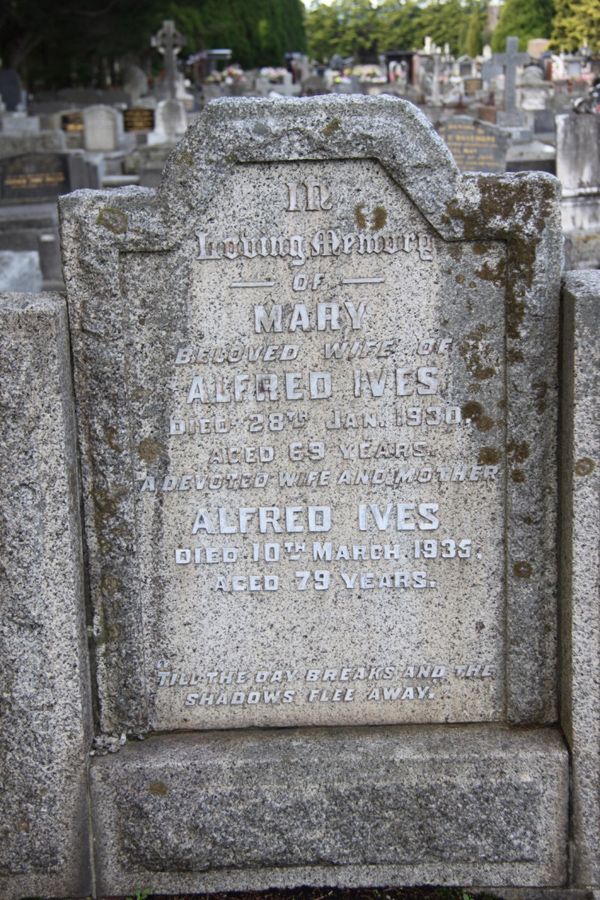 In
Loving Memory
OF
MARY
BELOVED WIFE OF
ALFRED IVES
DIED 28TH JAN. 1930.
AGED 69 YEARS.
A DEVOTED WIFE AND MOTHER
ALFRED IVES
DIED 10TH MARCH. 1935.
AGED 79 YEARS.
"TILL THE DAY BREAKS AND THE
SHADOWS FLEE AWAY."